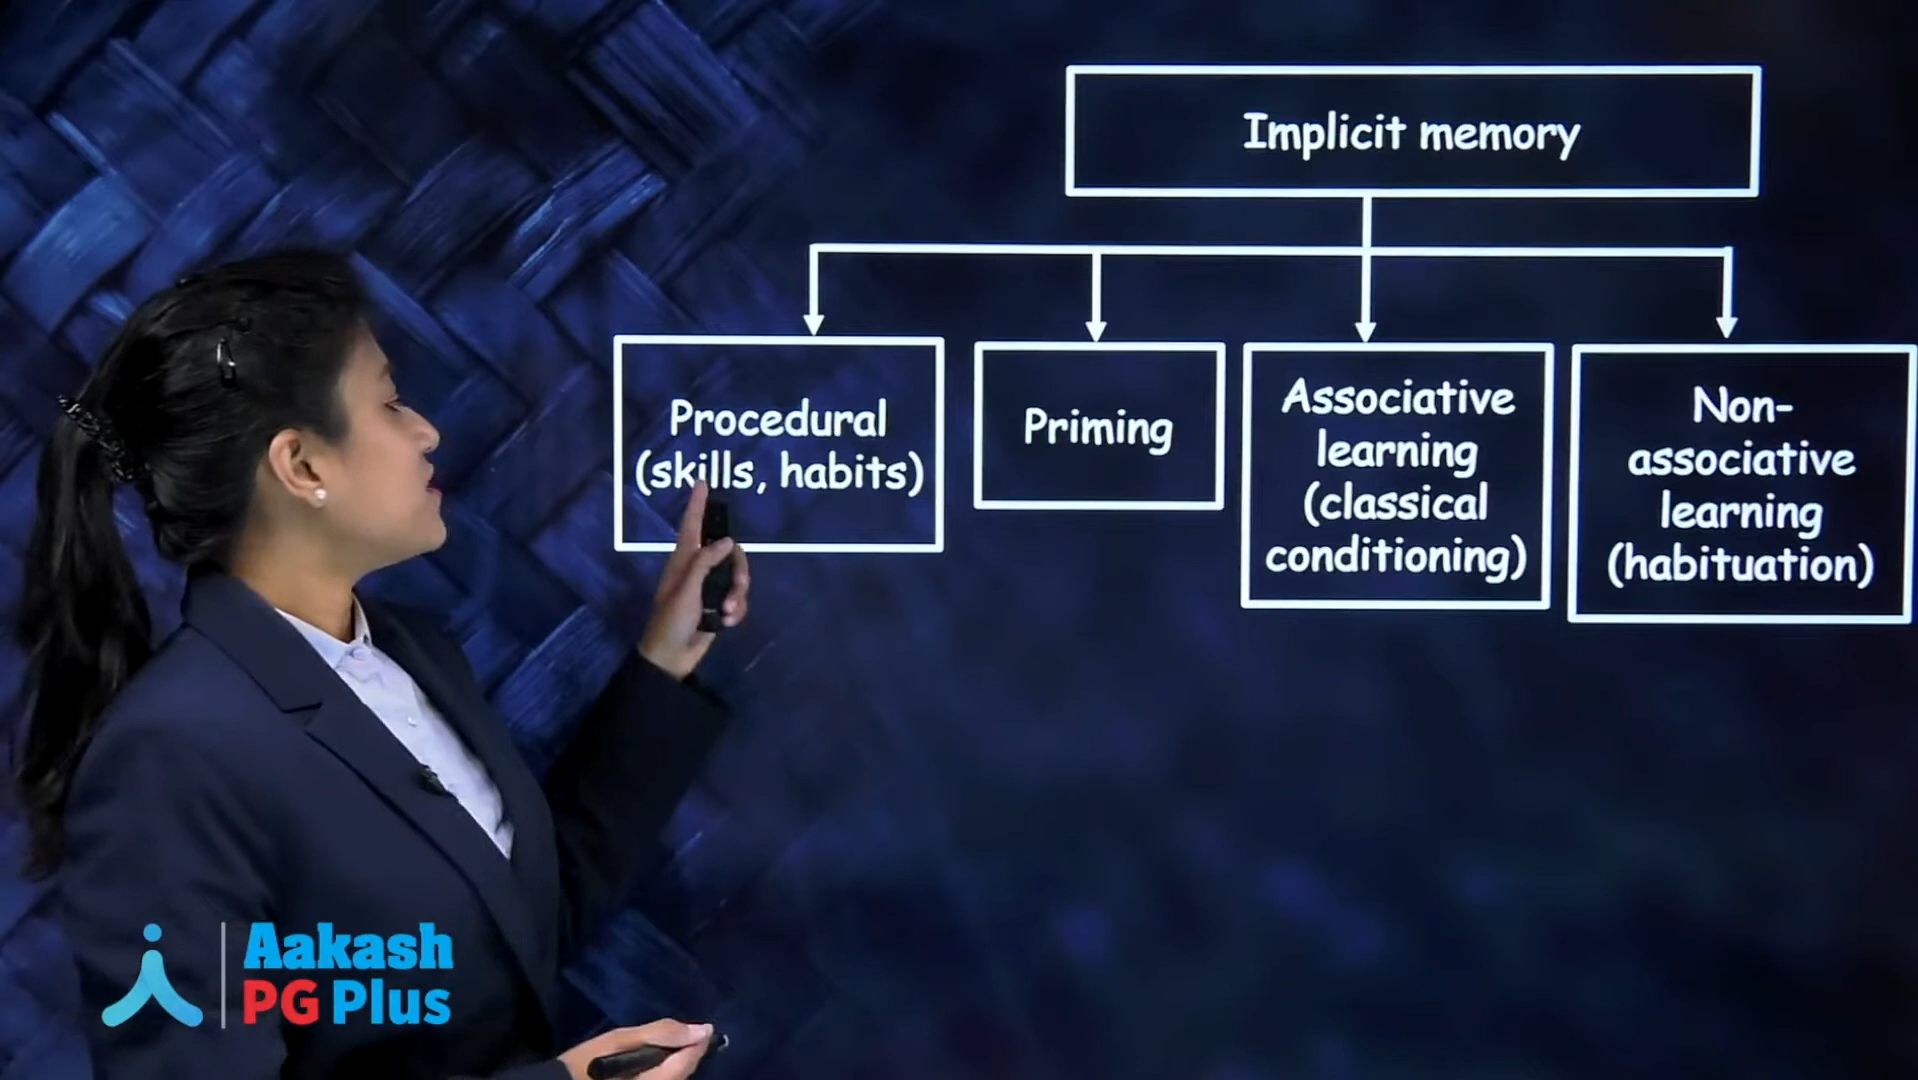 Implicit memory
Procedural
(skills, habits)
Priming
Associative
learning
(classical
conditioning)
Non-
associative
learning
(habituation)
Aakash
PG Plus